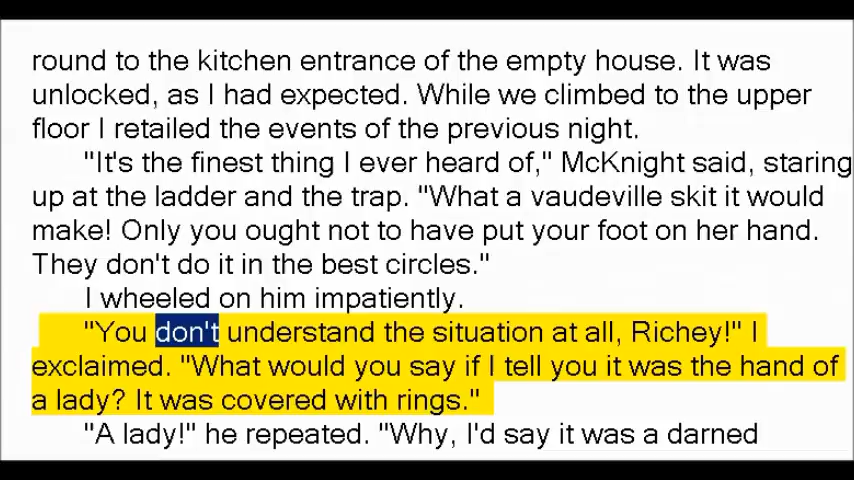 round to the kitchen entrance of the empty house. It was
unlocked, as I had expected. While we climbed to the upper
floor I retailed the events of the previous night.
"It's the finest thing I ever heard of," McKnight said, staring
up at the ladder and the trap. "What a vaudeville skit it would
make! Only you ought not to have put your foot on her hand.
They don't do it in the best circles."
I wheeled on him impatiently.
"You don't understand the situation at all, Richey!" I
exclaimed. "What would you say if I tell you it was the hand of
a lady? It was covered with rings."
"A lady!" he repeated. "Why, I'd say it was a darned